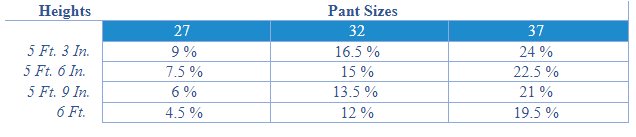 Heights Pant Sizes
27 32 37
5 Ft. 3 In. 9 % 16.5 % 24 %
5 Ft. 6 In. 7.5 % 15 % 22.5 %
5 Ft. 9 In. 6 % 13.5 % 21 %
6 Ft. 4.5 % 12 % 19.5 %